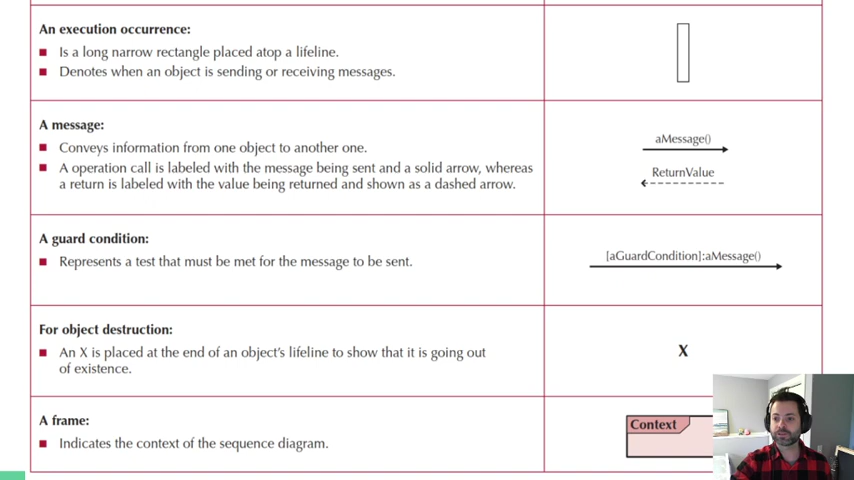 An execution occurrence:
Is a long narrow rectangle placed atop a lifeline.
Denotes when an object is sending or receiving messages.
A message:
Conveys information from one object to another one.
A operation call is labeled with the message being sent and a solid arrow, whereas
a return is labeled with the value being returned and shown as a dashed arrow.
aMessage()
ReturnValue
A guard condition:
Represents a test that must be met for the message to be sent.
[aGuardCondition]:aMessage()
For object destruction:
An X is placed at the end of an object's lifeline to show that it is going out
of existence.
X
A frame:
Indicates the context of the sequence diagram.
Context